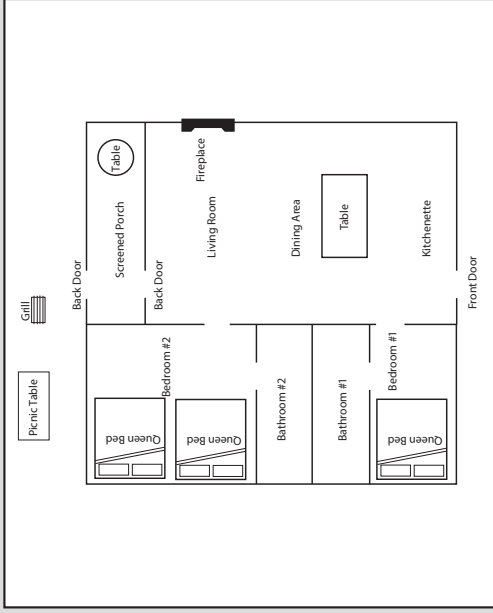 Picnic Table
Grill
Back Door
Screened Porch
Table
Back Door
Living Room
Fireplace
Bedroom #2
Queen Bed
Queen Bed
Bathroom #2
Dining Area
Table
Bathroom #1
Bedroom #1
Queen Bed
Kitchenette
Front Door